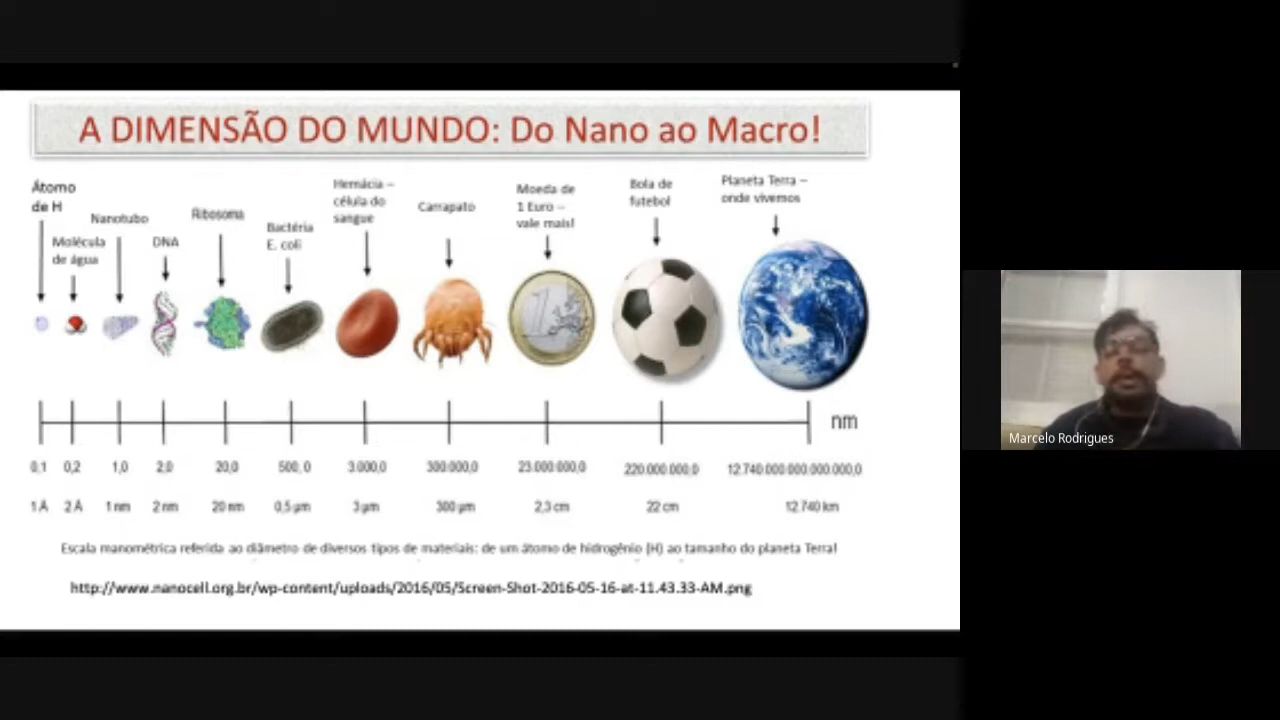 A DIMENSÃO DO MUNDO: Do Nano ao Macro!
Átomo
de H
Molécula
de água
Nanotubo
DNA
Ribosoma
Bactéria
E. coli
Hemácia –
célula do
sangue
Carrapato
Moeda de
1 Euro –
vale mais!
Bola de
futebol
Planeta Terra –
onde vivemos
nm
0,1 0,2 1,0 2,0 20,0 500, 0 3.000,0 300.000,0 23.000.000,0 220.000.000,0 12.740.000.000.000.000,0
1 Å 2 Å 1 nm 2 nm 20 nm 0,5 µm 3 µm 300 µm 2,3 cm 22 cm 12.740 km
Escala manométrica referida ao diâmetro de diversos tipos de materiais: de um átomo de hidrogênio (H) ao tamanho do planeta Terra!
http://www.nanocell.org.br/wp-content/uploads/2016/05/Screen-Shot-2016-05-16-at-11.43.33-AM.png
Marcelo Rodrigues